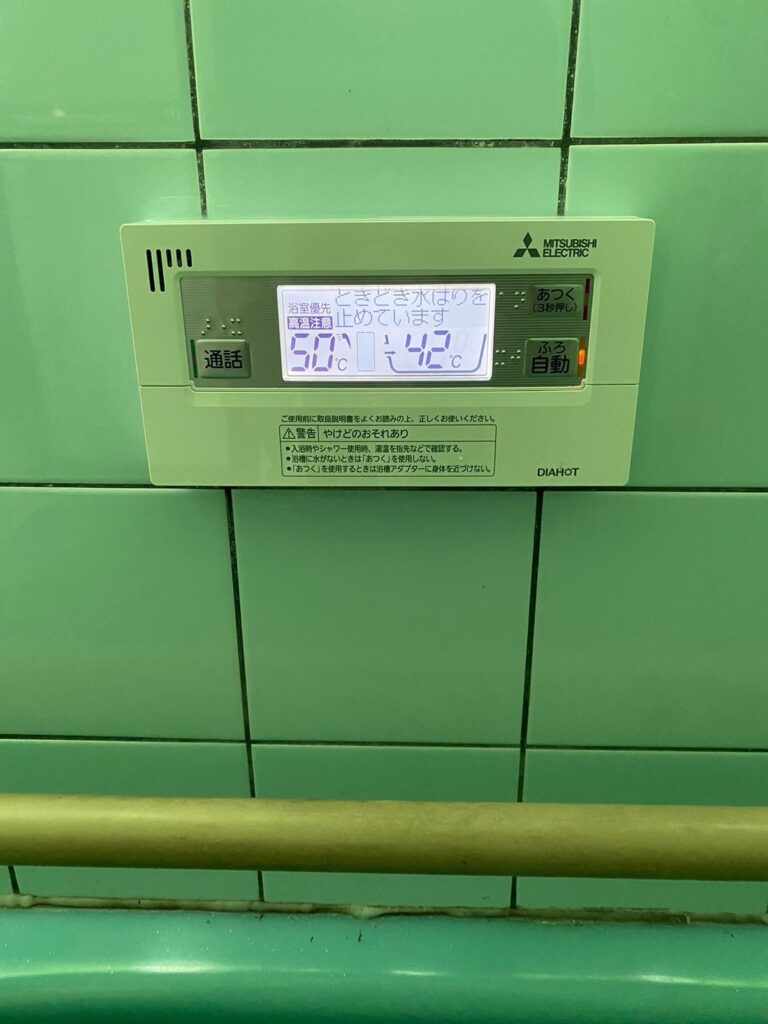 MITSUBISHI
ELECTRIC
浴室優先
高温注意
ときどき水はりを
止めています
50℃
42℃
あつく
(3秒押し)
通話
ふろ
自動
ご使用前に取扱説明書をよくお読みの上、正しくお使いください。
警告 やけどのおそれあり
●入浴時やシャワー使用時、湯温を指先などで確認する。
●浴槽に水がないときは「あつく」を使用しない。
●「あつく」を使用するときは浴槽アダプターに身体を近づけない。
DIAHOT